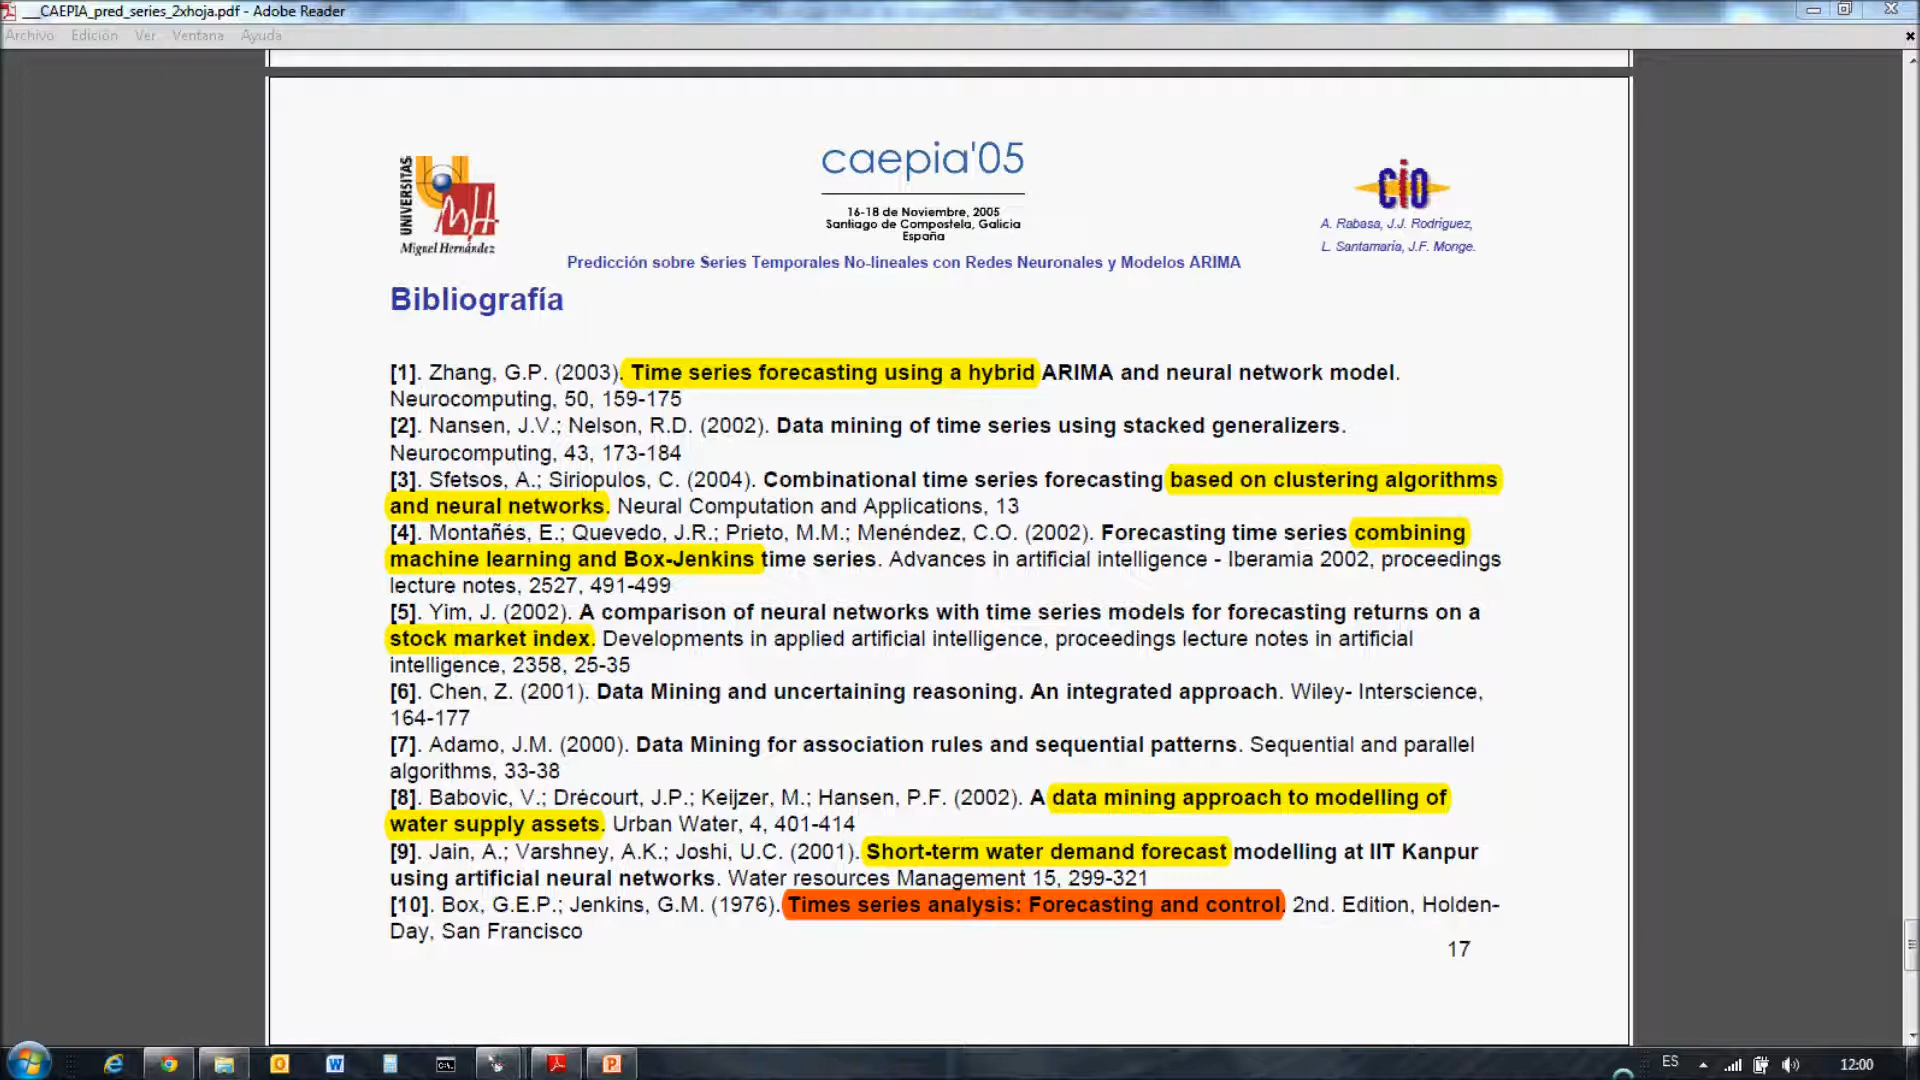 __CAEPIA_pred_series_2xhoja.pdf - Adobe Reader
Archivo Edición Ver Ventana Ayuda
UNIVERSITAS
Miguel Hernández
caepia'05
16-18 de Noviembre, 2005
Santiago de Compostela, Galicia
España
cio
A. Rabasa, J.J. Rodríguez,
L. Santamaría, J.F. Monge.
Predicción sobre Series Temporales No-lineales con Redes Neuronales y Modelos ARIMA
Bibliografía
[1]. Zhang, G.P. (2003). Time series forecasting using a hybrid ARIMA and neural network model.
Neurocomputing, 50, 159-175
[2]. Nansen, J.V.; Nelson, R.D. (2002). Data mining of time series using stacked generalizers.
Neurocomputing, 43, 173-184
[3]. Sfetsos, A.; Siriopulos, C. (2004). Combinational time series forecasting based on clustering algorithms
and neural networks. Neural Computation and Applications, 13
[4]. Montañés, E.; Quevedo, J.R.; Prieto, M.M.; Menéndez, C.O. (2002). Forecasting time series combining
machine learning and Box-Jenkins time series. Advances in artificial intelligence - Iberamia 2002, proceedings
lecture notes, 2527, 491-499
[5]. Yim, J. (2002). A comparison of neural networks with time series models for forecasting returns on a
stock market index. Developments in applied artificial intelligence, proceedings lecture notes in artificial
intelligence, 2358, 25-35
[6]. Chen, Z. (2001). Data Mining and uncertaining reasoning. An integrated approach. Wiley- Interscience,
164-177
[7]. Adamo, J.M. (2000). Data Mining for association rules and sequential patterns. Sequential and parallel
algorithms, 33-38
[8]. Babovic, V.; Drécourt, J.P.; Keijzer, M.; Hansen, P.F. (2002). A data mining approach to modelling of
water supply assets. Urban Water, 4, 401-414
[9]. Jain, A.; Varshney, A.K.; Joshi, U.C. (2001). Short-term water demand forecast modelling at IIT Kanpur
using artificial neural networks. Water resources Management 15, 299-321
[10]. Box, G.E.P.; Jenkins, G.M. (1976). Times series analysis: Forecasting and control. 2nd. Edition, Holden-
Day, San Francisco
17
ES
12:00